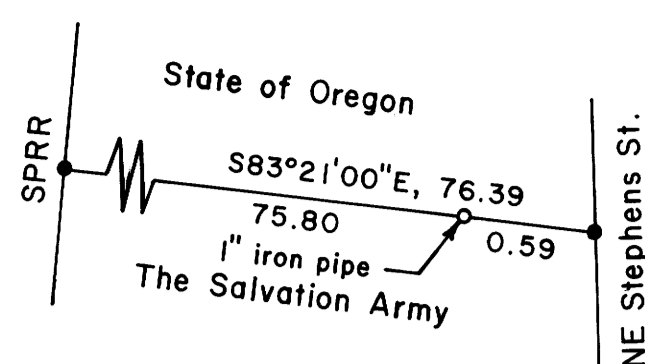 State of Oregon
SPRR
S83°21'00"E, 76.39
75.80
0.59
1" iron pipe
The Salvation Army
NE Stephens St.